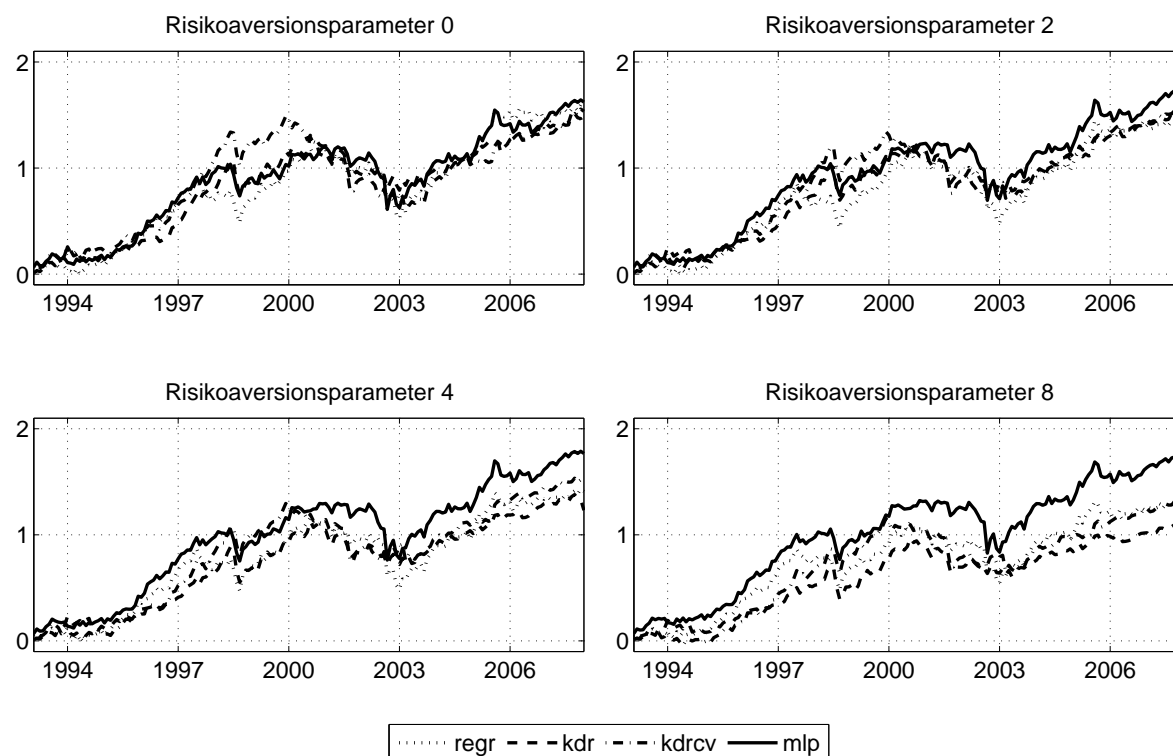 Risikoaversionsparameter 0
2
1
0
1994 1997 2000 2003 2006
Risikoaversionsparameter 2
2
1
0
1994 1997 2000 2003 2006
Risikoaversionsparameter 4
2
1
0
1994 1997 2000 2003 2006
Risikoaversionsparameter 8
2
1
0
1994 1997 2000 2003 2006
regr kdr kdrcv mlp